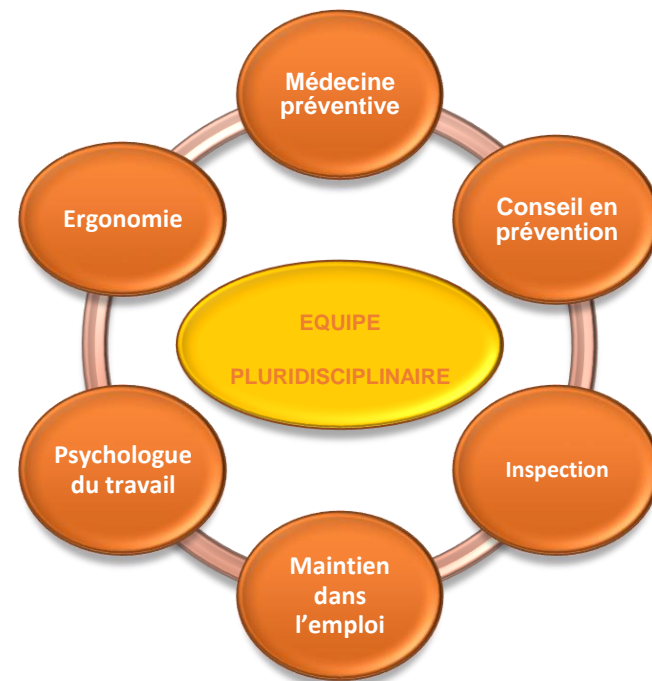 Médecine
préventive
Conseil en
prévention
Inspection
Maintien
dans
l’emploi
Psychologue
du travail
Ergonomie
EQUIPE
PLURIDISCIPLINAIRE